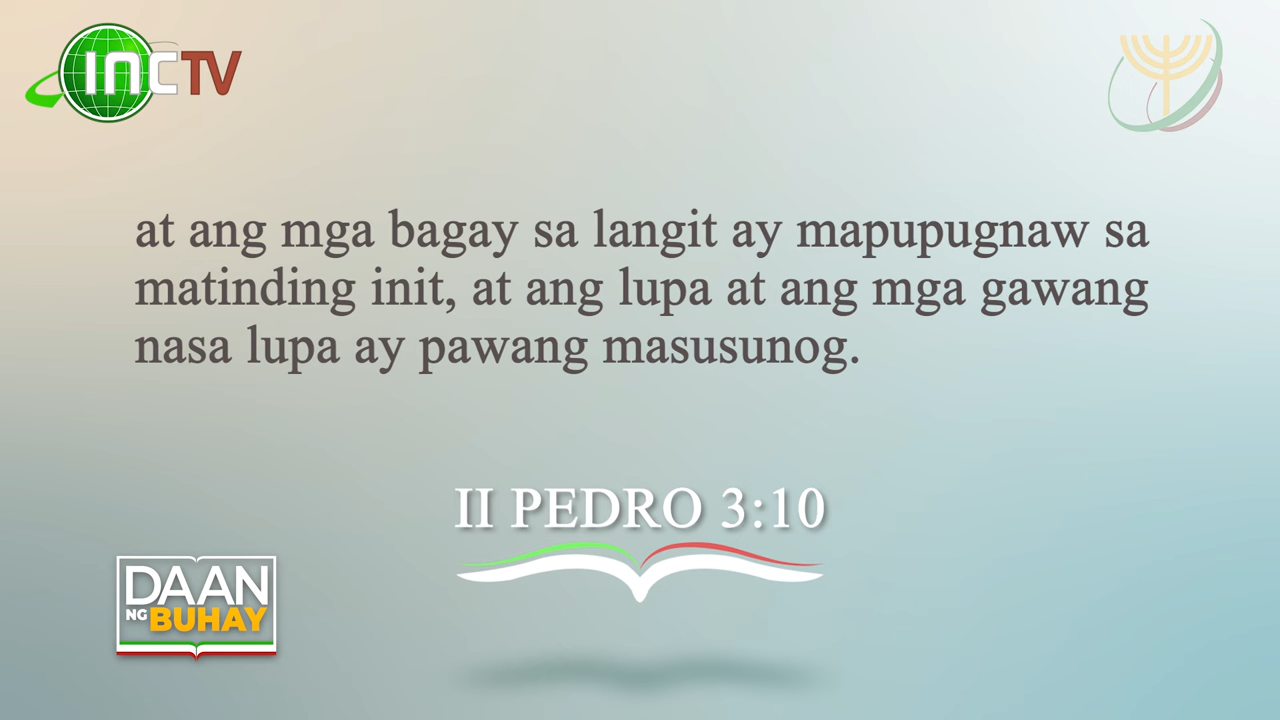 INCTV
at ang mga bagay sa langit ay mapupugnaw sa
matinding init, at ang lupa at ang mga gawang
nasa lupa ay pawang masusunog.
II PEDRO 3:10
DAAN
NG BUHAY